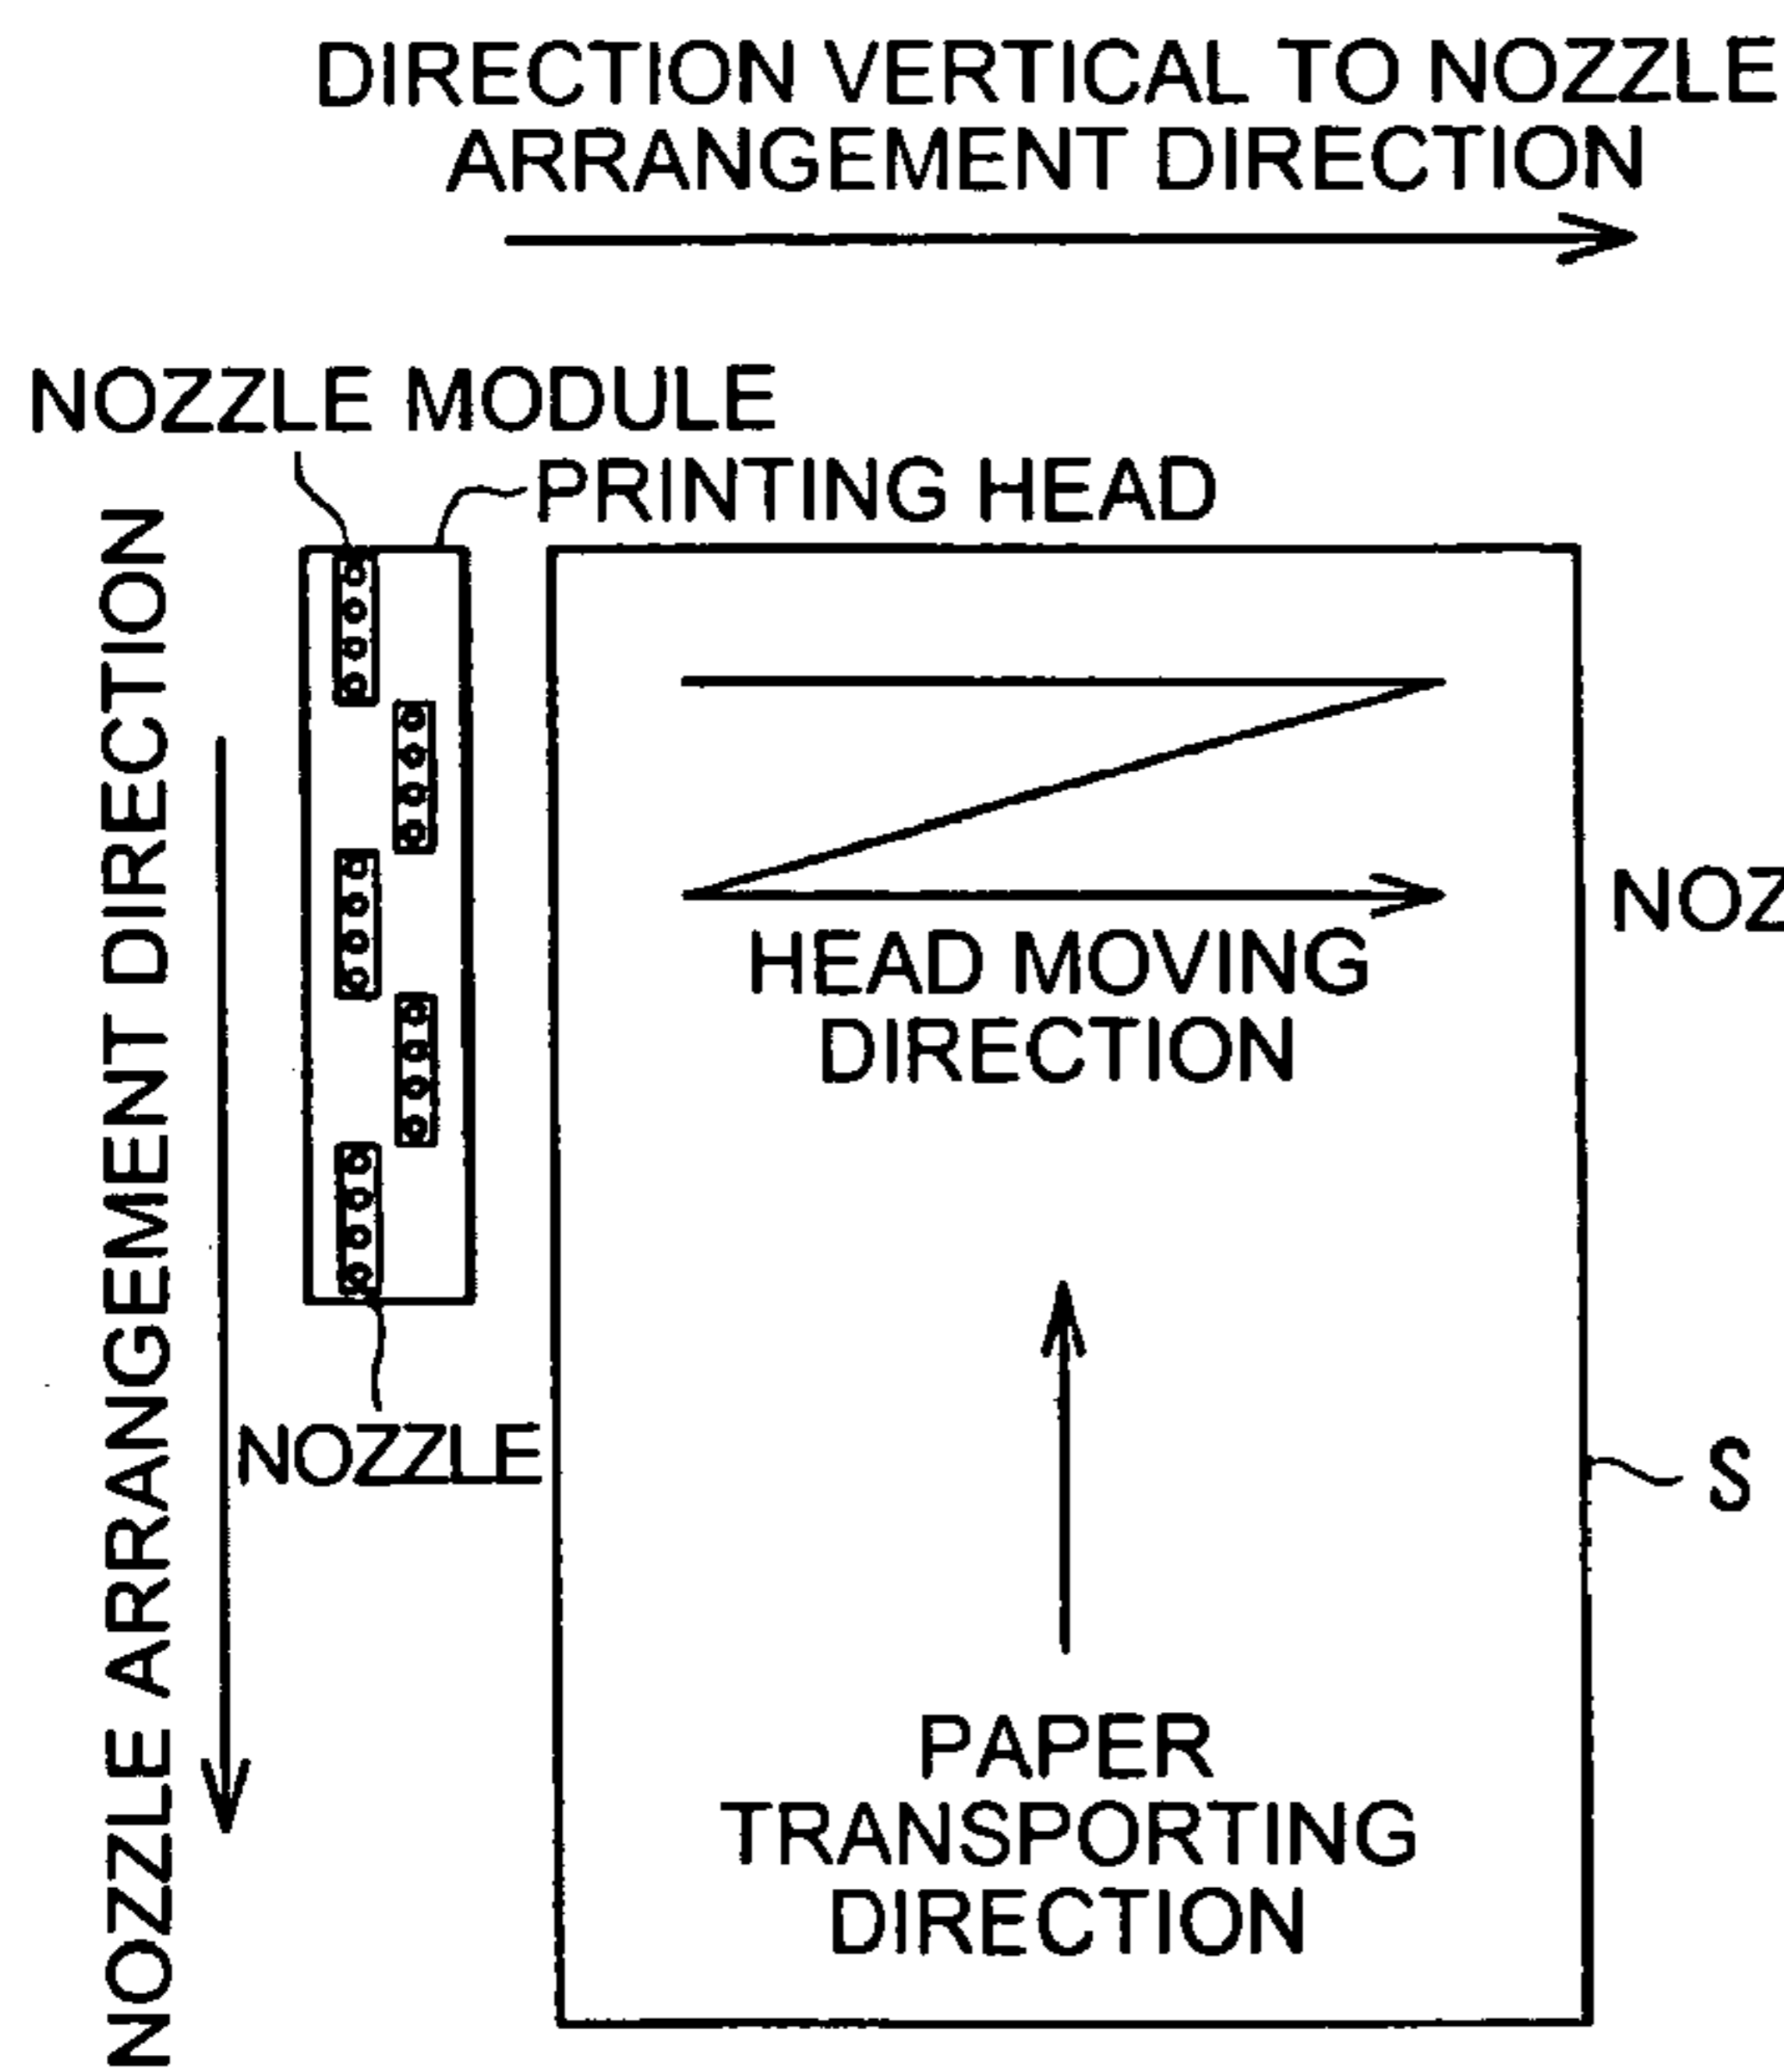 DIRECTION VERTICAL TO NOZZLE
ARRANGEMENT DIRECTION
NOZZLE MODULE
PRINTING HEAD
NOZZLE ARRANGEMENT DIRECTION
NOZ
HEAD MOVING
DIRECTION
NOZZLE
S
PAPER
TRANSPORTING
DIRECTION